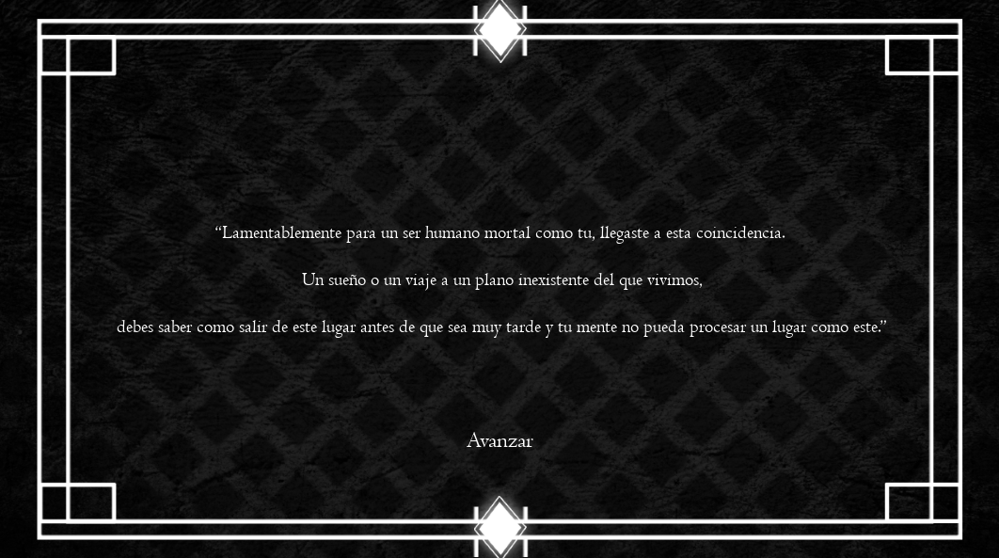 “Lamentablemente para un ser humano mortal como tu, llegaste a esta coincidencia.
Un sueño o un viaje a un plano inexistente del que vivimos,
debes saber como salir de este lugar antes de que sea muy tarde y tu mente no pueda procesar un lugar como este.”
Avanzar